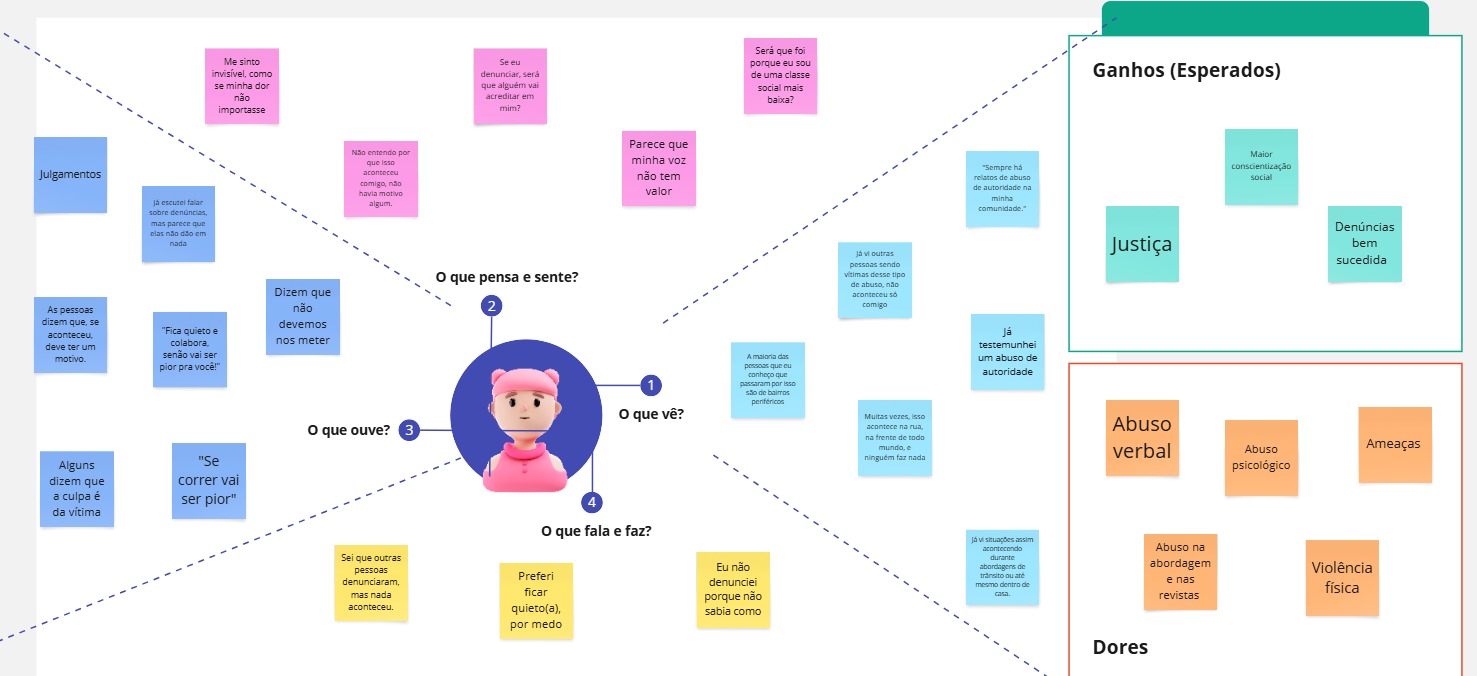 Me sinto
invisível, como
se minha dor
não
importasse
Se eu
denunciar, será
que alguém vai
acreditar em
mim?
Será que foi
porque eu sou
de uma classe
social mais
baixa?
Não entendo por
que isso
aconteceu
comigo, não
havia motivo
algum.
Parece que
minha voz
não tem
valor
Julgamentos
Já escutei falar
sobre denúncias,
mas parece que
elas não dão em
nada
As pessoas
dizem que, se
aconteceu,
deve ter um
motivo.
"Fica quieto e
colabora,
senão vai ser
pior pra você!"
Dizem que
não
devemos
nos meter
Alguns
dizem que
a culpa é
da vítima
"Se
correr vai
ser pior"
O que pensa e sente?
2
1
O que vê?
O que ouve?
3
4
O que fala e faz?
"Sempre há
relatos de abuso
de autoridade na
minha
comunidade."
Já vi outras
pessoas sendo
vítimas desse tipo
de abuso, não
aconteceu só
comigo
Já
testemunhei
um abuso de
autoridade
A maioria das
pessoas que eu
conheço que
passaram por isso
são de bairros
periféricos
Muitas vezes, isso
acontece na rua,
na frente de todo
mundo, e
ninguém faz nada
Já vi situações assim
acontecendo
durante
abordagens de
trânsito ou até
mesmo dentro de
casa.
Sei que outras
pessoas
denunciaram,
mas nada
aconteceu.
Preferi
ficar
quieto(a),
por medo
Eu não
denunciei
porque não
sabia como
Ganhos (Esperados)
Maior
conscientização
social
Justiça
Denúncias
bem
sucedida
Abuso
verbal
Abuso
psicológico
Ameaças
Abuso na
abordagem
e nas
revistas
Violência
física
Dores